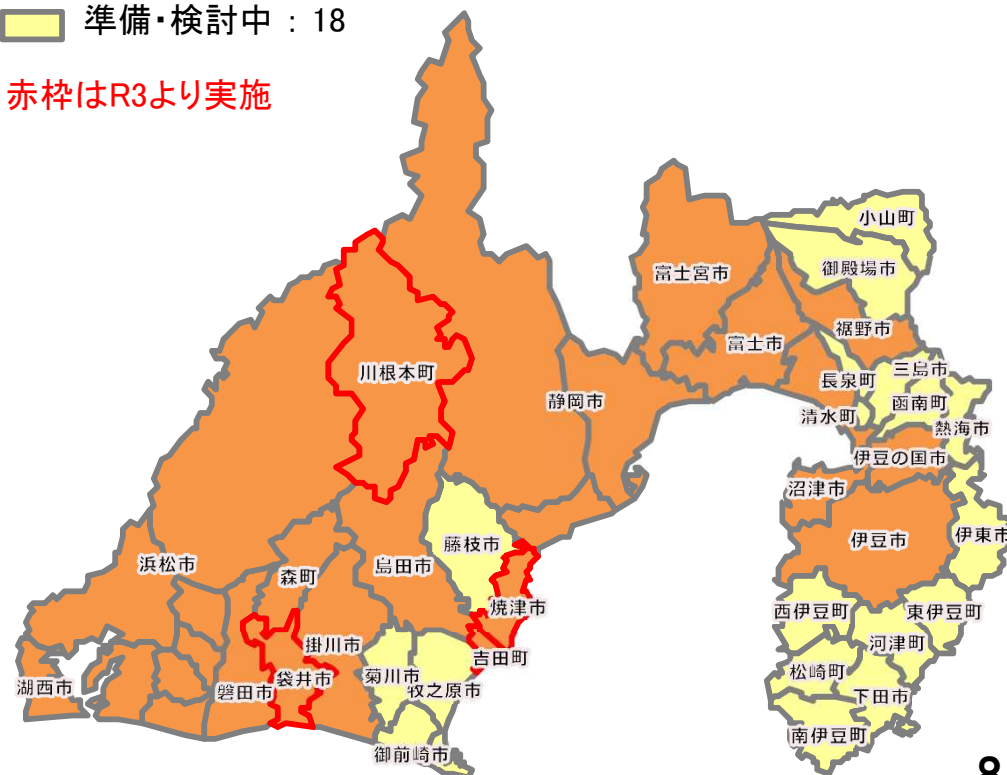 準備・検討中 : 18
赤枠はR3より実施
小山町
御殿場市
富士宮市
裾野市
富士市
三島市
長泉町
川根本町
函南町
静岡市
清水町
熱海市
伊豆の国市
沼津市
伊東市
伊豆市
藤枝市
浜松市
島田市
森町
焼津市
西伊豆町
東伊豆町
掛川市
河津町
吉田町
菊川市
松崎町
袋井市
湖西市
磐田市
牧之原市
下田市
南伊豆町
御前崎市
8